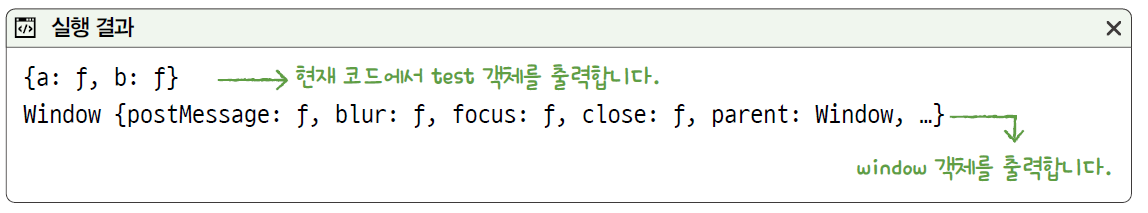 실행 결과
{a: ƒ, b: ƒ} 현재 코드에서 test 객체를 출력합니다.
Window {postMessage: ƒ, blur: ƒ, focus: ƒ, close: ƒ, parent: Window, …}
window 객체를 출력합니다.